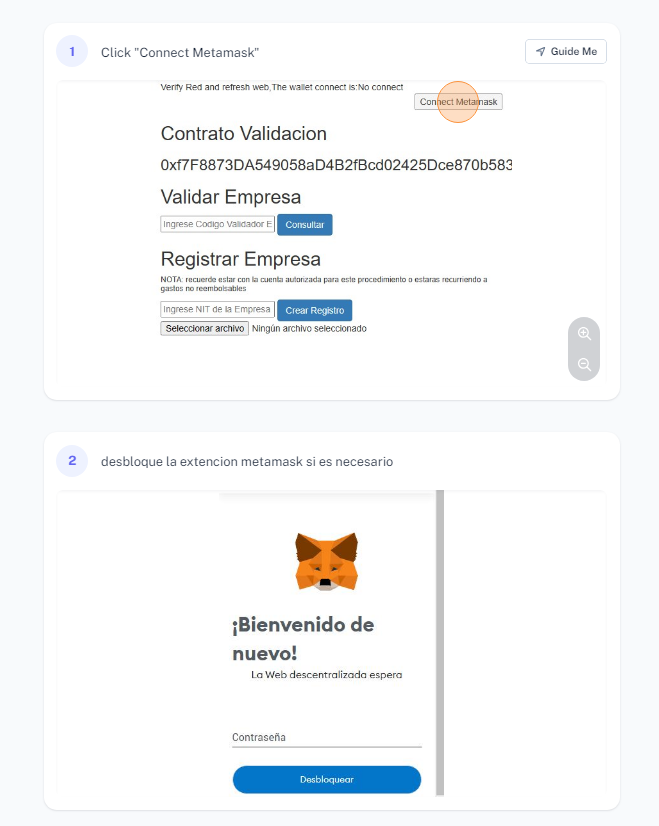 1 Click "Connect Metamask" Guide Me
Verify Red and refresh web,The wallet connect is:No connect
Connect Metamask
Contrato Validacion
0xf7F8873DA549058aD4B2fBcd02425Dce870b583
Validar Empresa
Ingrese Codigo Validador E Consultar
Registrar Empresa
NOTA: recuerde estar con la cuenta autorizada para este procedimiento o estaras recurriendo a
gastos no reembolsables
Ingrese NIT de la Empresa Crear Registro
Seleccionar archivo Ningún archivo seleccionado
2 desbloque la extencion metamask si es necesario
¡Bienvenido de
nuevo!
La Web descentralizada espera
Contraseña
Desbloquear